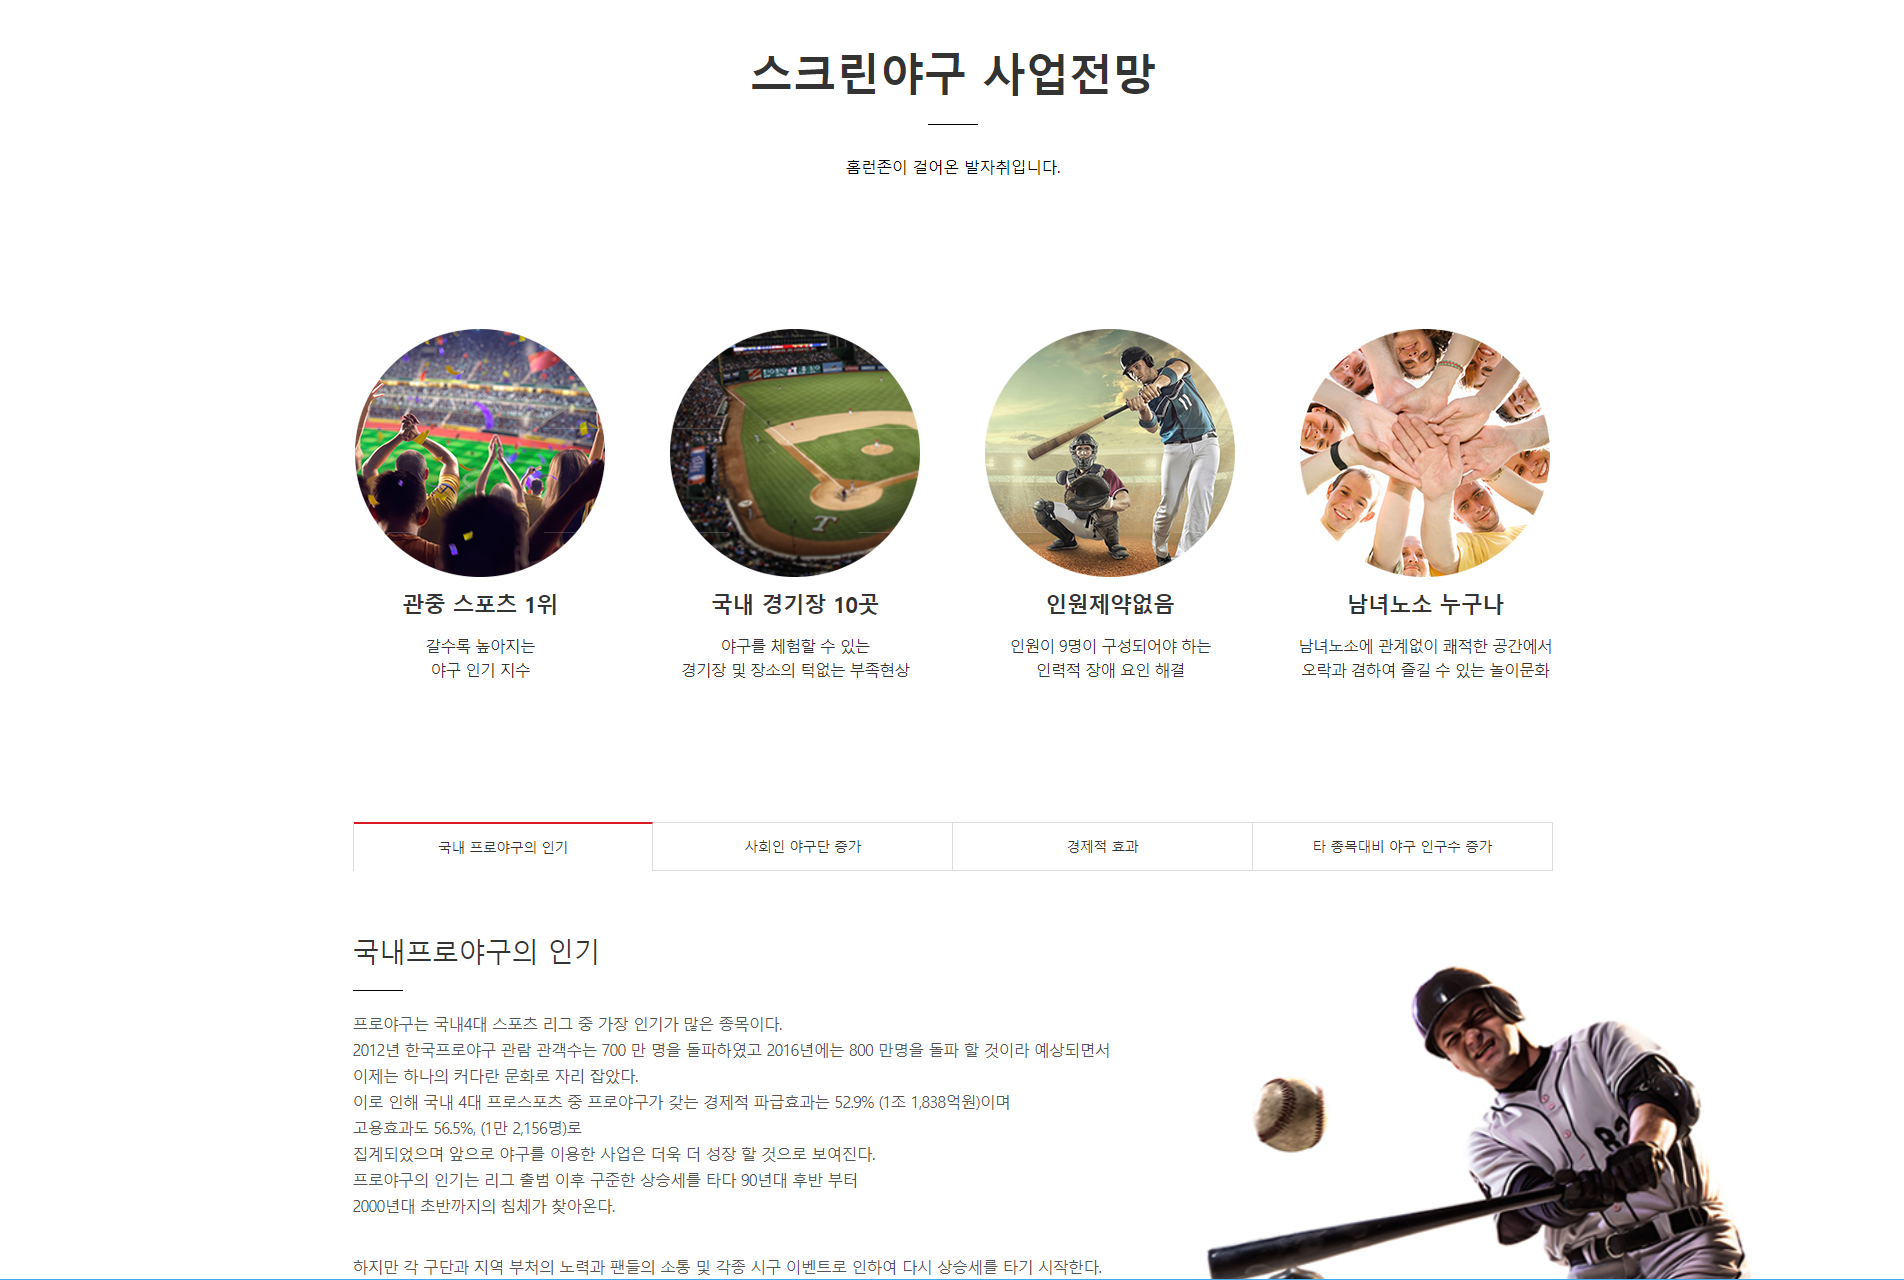 스크린야구 사업전망
홈런존이 걸어온 발자취입니다.
관중 스포츠 1위
갈수록 높아지는
야구 인기 지수
국내 경기장 10곳
야구를 체험할 수 있는
경기장 및 장소의 턱없는 부족현상
인원제약없음
인원이 9명이 구성되어야 하는
인력적 장애 요인 해결
남녀노소 누구나
남녀노소에 관계없이 쾌적한 공간에서
오락과 겸하여 즐길 수 있는 놀이문화
국내 프로야구의 인기
사회인 야구단 증가
경제적 효과
타 종목대비 야구 인구수 증가
국내프로야구의 인기
프로야구는 국내4대 스포츠 리그 중 가장 인기가 많은 종목이다.
2012년 한국프로야구 관람 관객수는 700 만 명을 돌파하였고 2016년에는 800 만명을 돌파 할 것이라 예상되면서
이제는 하나의 커다란 문화로 자리 잡았다.
이로 인해 국내 4대 프로스포츠 중 프로야구가 갖는 경제적 파급효과는 52.9% (1조 1,838억원)이며
고용효과도 56.5%, (1만 2,156명)로
집계되었으며 앞으로 야구를 이용한 사업은 더욱 더 성장 할 것으로 보여진다.
프로야구의 인기는 리그 출범 이후 구준한 상승세를 타다 90년대 후반 부터
2000년대 초반까지의 침체가 찾아온다.
하지만 각 구단과 지역 부처의 노력과 팬들의 소통 및 각종 시구 이벤트로 인하여 다시 상승세를 타기 시작한다.